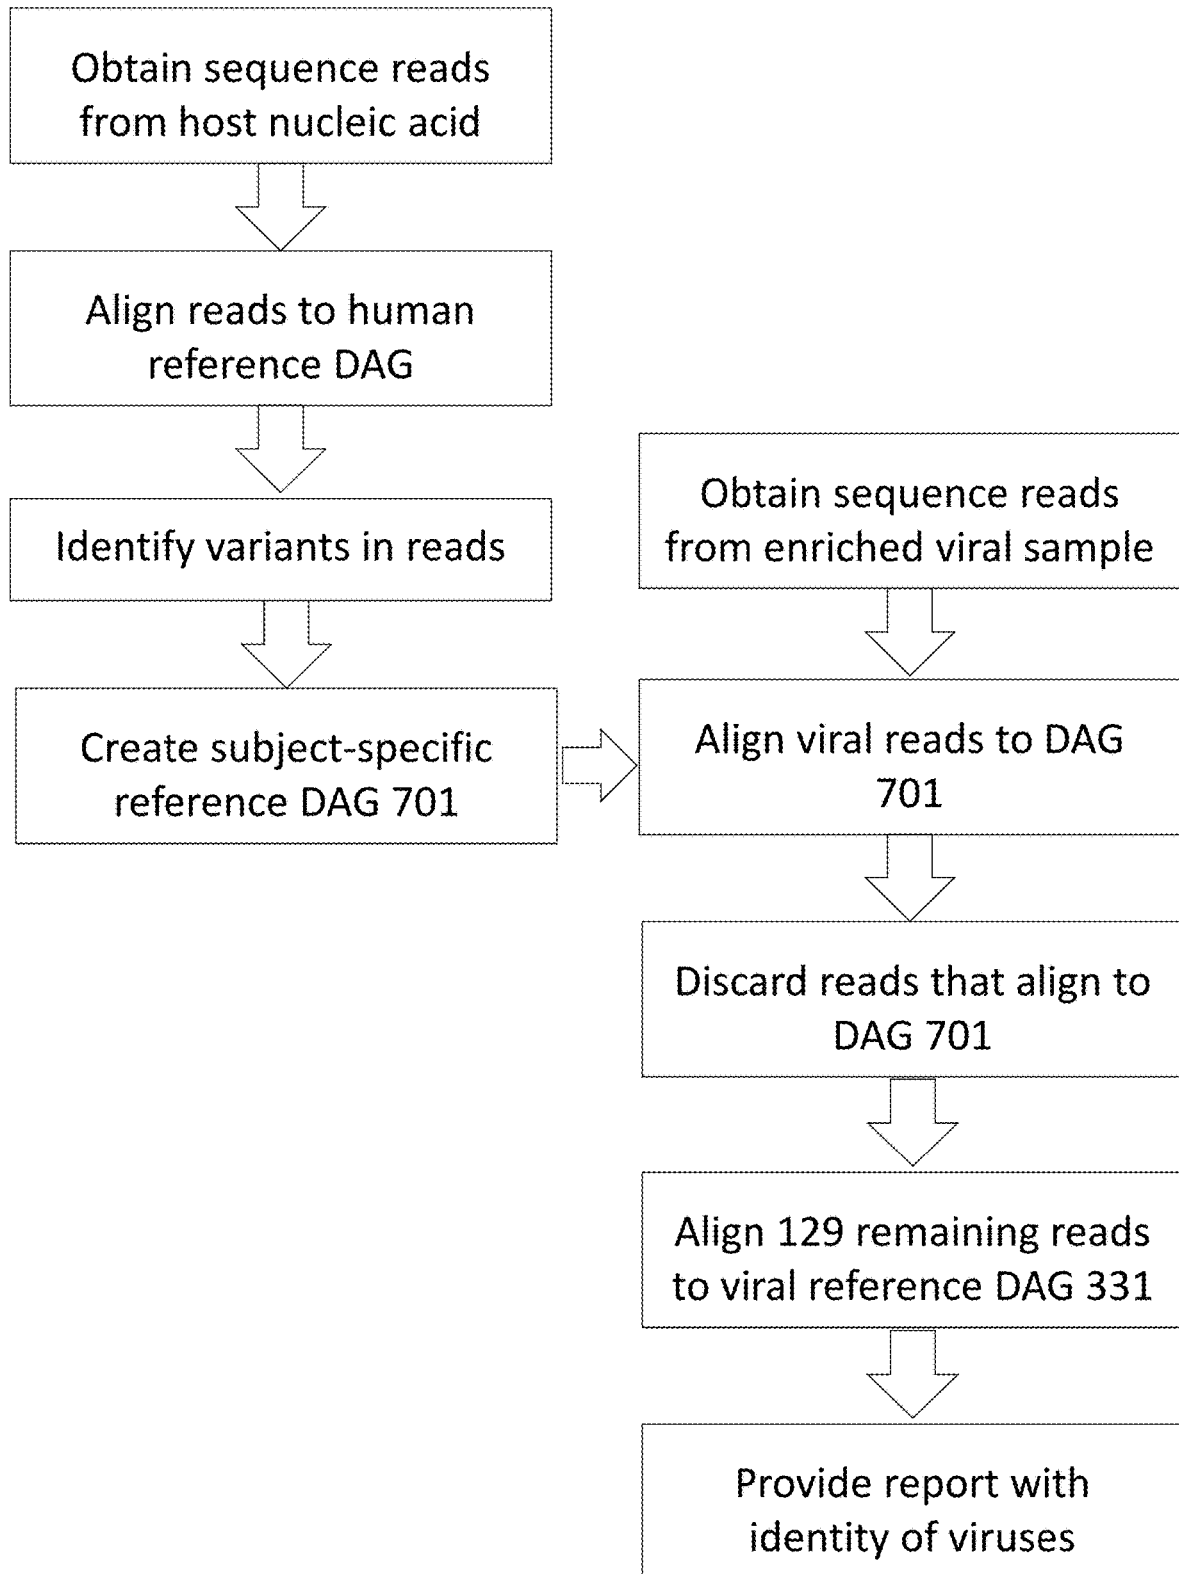 Obtain sequence reads
from host nucleic acid
Align reads to human
reference DAG
Identify variants in reads
Create subject-specific
reference DAG 701
Obtain sequence reads
from enriched viral sample
Align viral reads to DAG
701
Discard reads that align to
DAG 701
Align 129 remaining reads
to viral reference DAG 331
Provide report with
identity of viruses